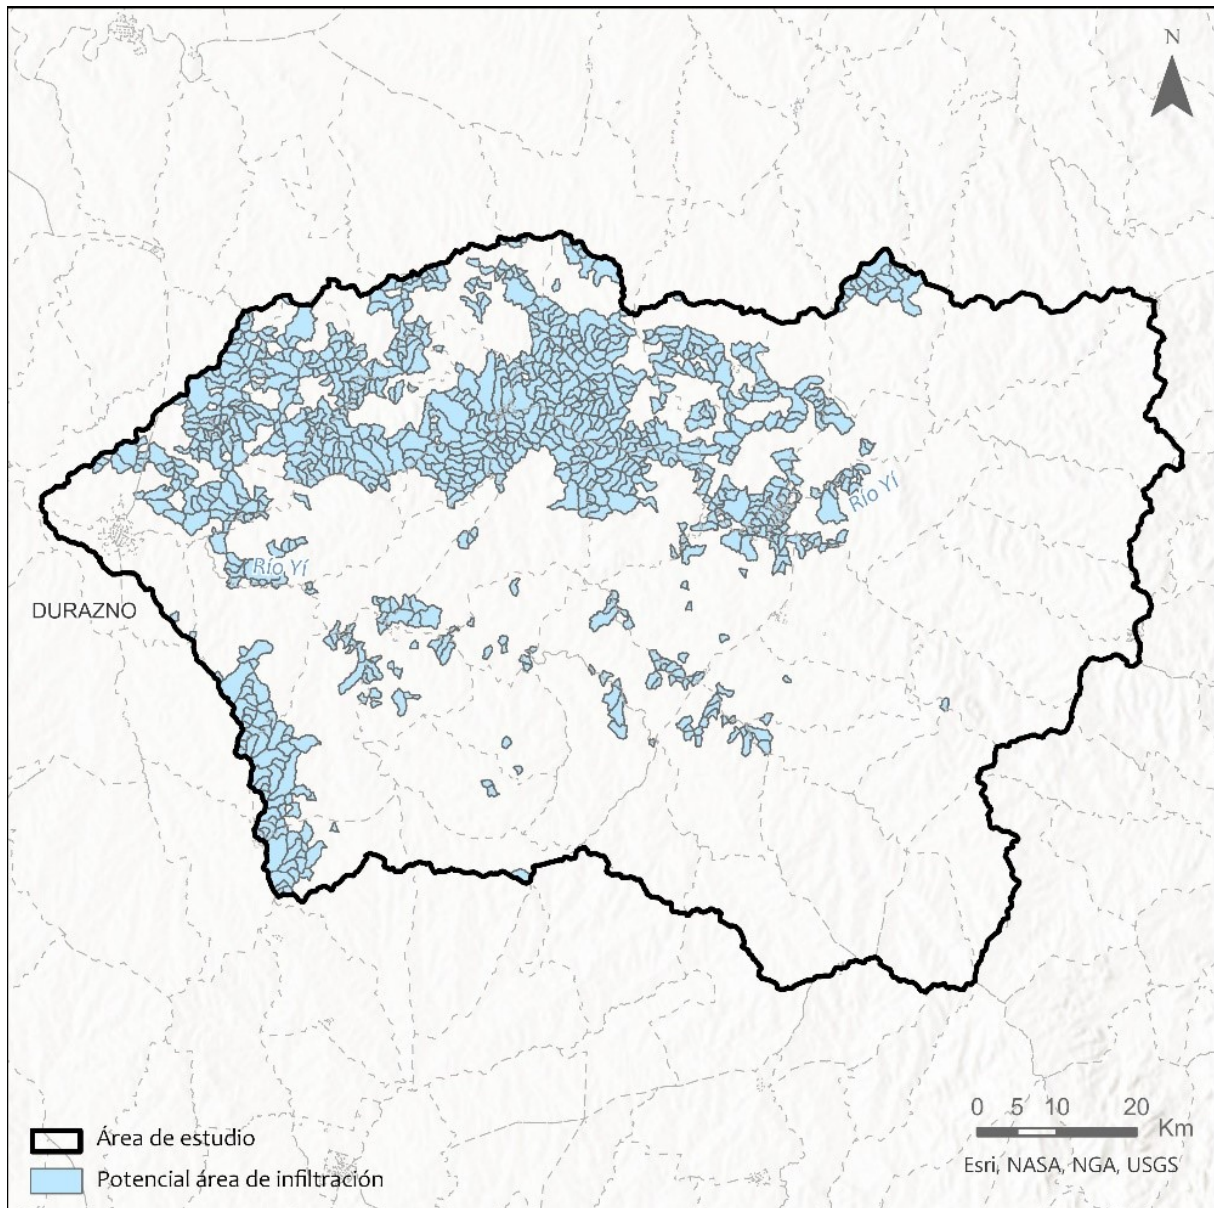 N
Río Yí
Río Yí
DURAZNO
0 5 10 20
Km
Área de estudio
Potencial área de infiltración
Esri, NASA, NGA, USGS